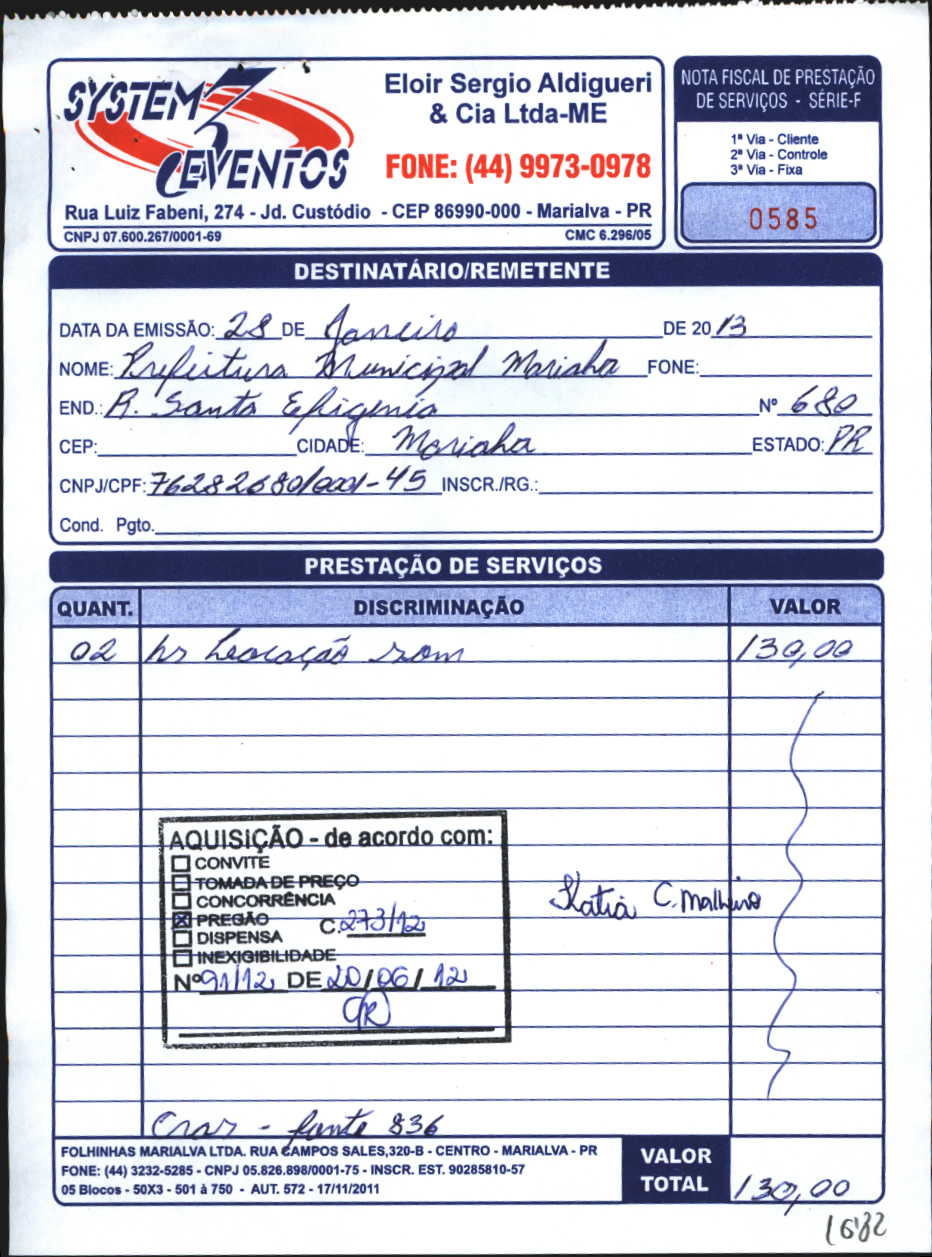 SYSTEM 3 EVENTOS
Eloir Sergio Aldigueri
& Cia Ltda-ME
FONE: (44) 9973-0978
Rua Luiz Fabeni, 274 - Jd. Custódio - CEP 86990-000 - Marialva - PR
CNPJ 07.600.267/0001-69 CMC 6.296/05
NOTA FISCAL DE PRESTAÇÃO
DE SERVIÇOS - SÉRIE-F
1ª Via - Cliente
2ª Via - Controle
3ª Via - Fixa
0585
DESTINATÁRIO/REMETENTE
DATA DA EMISSÃO: 28 DE Janeiro DE 2013
NOME: Prefeitura Municipal Marialva FONE:
END.: R. Santa Efigenia Nº 680
CEP: CIDADE: Marialva ESTADO: PR
CNPJ/CPF: 76282680/0001-45 INSCR./RG.:
Cond. Pgto.
PRESTAÇÃO DE SERVIÇOS
QUANT. DISCRIMINAÇÃO VALOR
02 hr Locação som 130,00
AQUISIÇÃO - de acordo com:
CONVITE
TOMADA DE PREÇO
CONCORRÊNCIA
PREGÃO C. 273/12
DISPENSA
INEXIGIBILIDADE
Nº 91/12 DE 20/06/12
Katia C. Malheiro
Cras - fonte 836
FOLHINHAS MARIALVA LTDA. RUA CAMPOS SALES,320-B - CENTRO - MARIALVA - PR
FONE: (44) 3232-5285 - CNPJ 05.826.898/0001-75 - INSCR. EST. 90285810-57
05 Blocos - 50X3 - 501 à 750 - AUT. 572 - 17/11/2011
VALOR
TOTAL 130,00